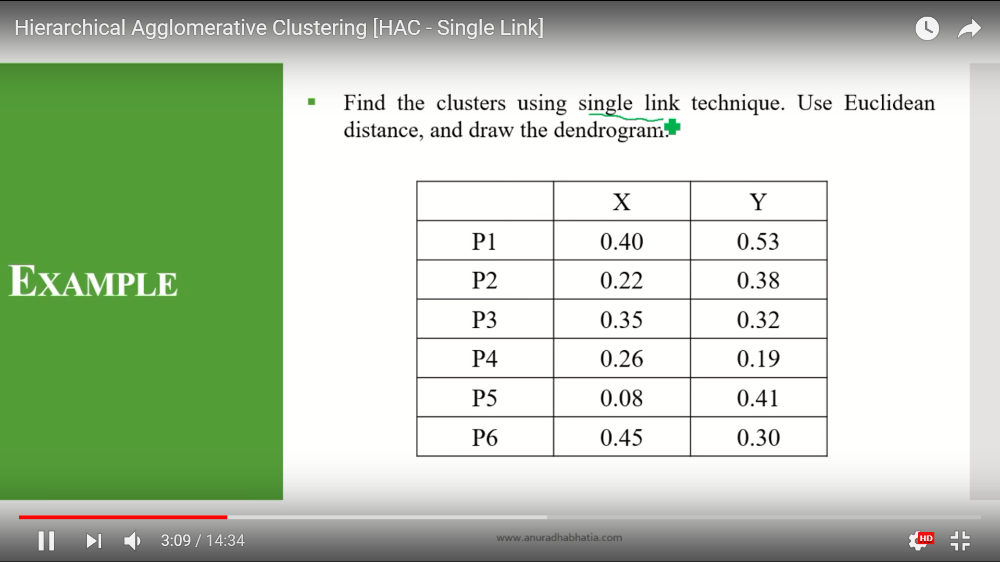 Hierarchical Agglomerative Clustering [HAC - Single Link]
Find the clusters using single link technique. Use Euclidean
distance, and draw the dendrogram.
EXAMPLE
X Y
P1 0.40 0.53
P2 0.22 0.38
P3 0.35 0.32
P4 0.26 0.19
P5 0.08 0.41
P6 0.45 0.30
3:09 / 14:34
www.anuradhabhatia.com
HD